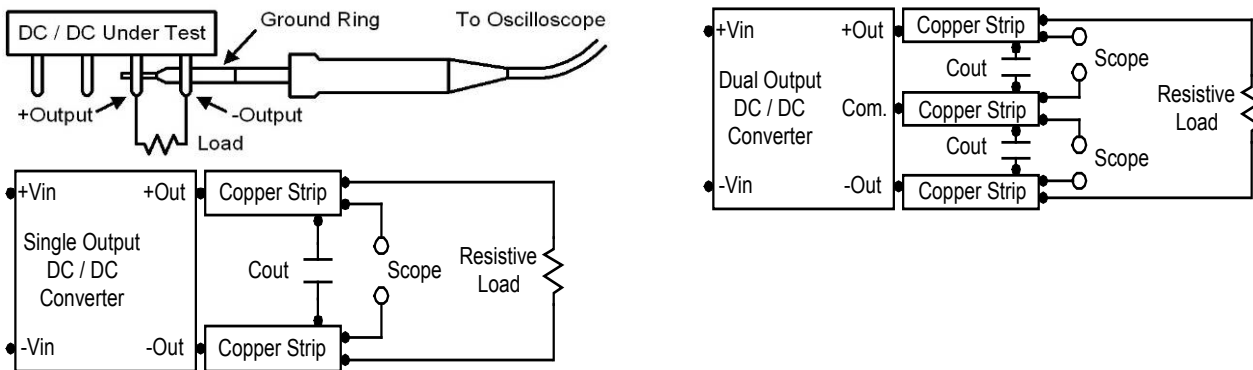 Ground Ring
To Oscilloscope
DC / DC Under Test
+Output
-Output
Load
+Vin
+Out
Copper Strip
Single Output
DC / DC
Converter
Cout
Scope
Resistive
Load
-Vin
-Out
Copper Strip
+Vin
+Out
Copper Strip
Cout
Scope
Dual Output
DC / DC
Converter
Com.
Copper Strip
Resistive
Load
Cout
Scope
-Vin
-Out
Copper Strip